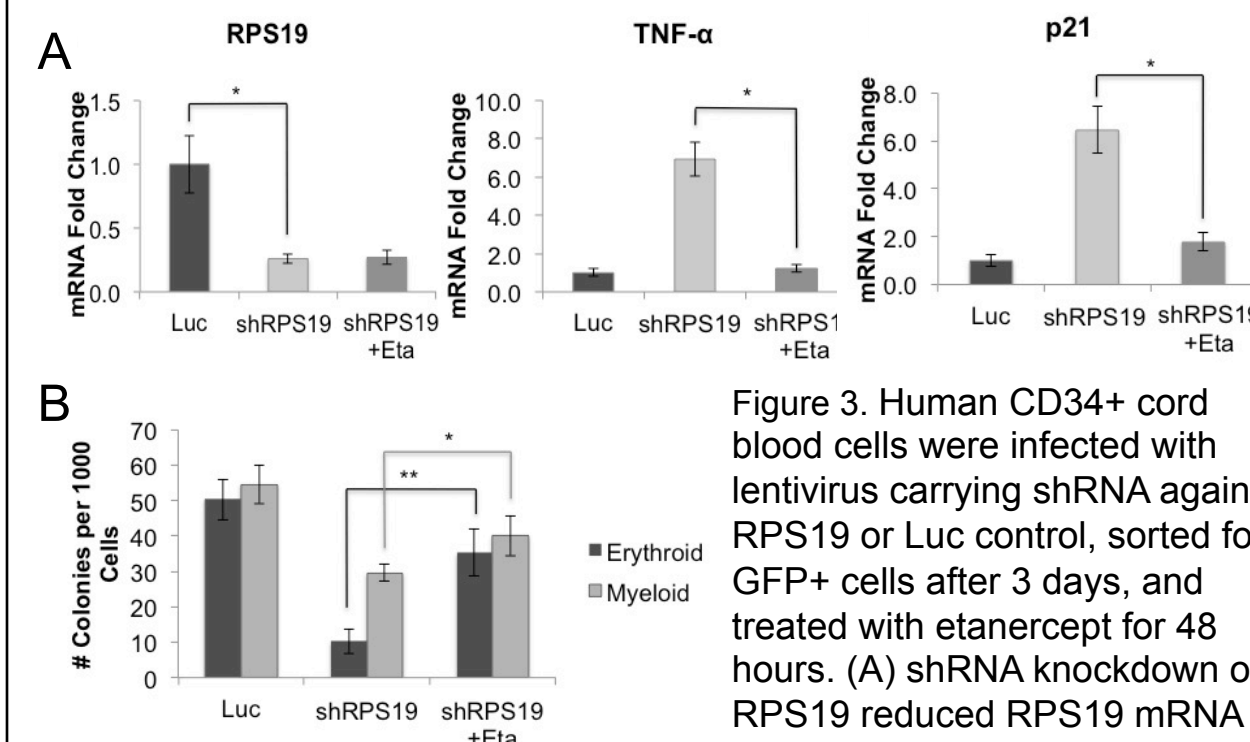 A
RPS19
TNF-α
p21
mRNA Fold Change
1.5
1.0
0.5
0.0
*
Luc shRPS19 shRPS19
+Eta
mRNA Fold Change
10.0
8.0
6.0
4.0
2.0
0.0
*
Luc shRPS19 shRPS1
+Eta
mRNA Fold Change
8.0
6.0
4.0
2.0
0.0
*
Luc shRPS19 shRPS19
+Eta
B
# Colonies per 1000
Cells
70
60
50
40
30
20
10
0
*
**
Luc shRPS19 shRPS19
+Eta
Erythroid
Myeloid
Figure 3. Human CD34+ cord
blood cells were infected with
lentivirus carrying shRNA again
RPS19 or Luc control, sorted fo
GFP+ cells after 3 days, and
treated with etanercept for 48
hours. (A) shRNA knockdown o
RPS19 reduced RPS19 mRNA